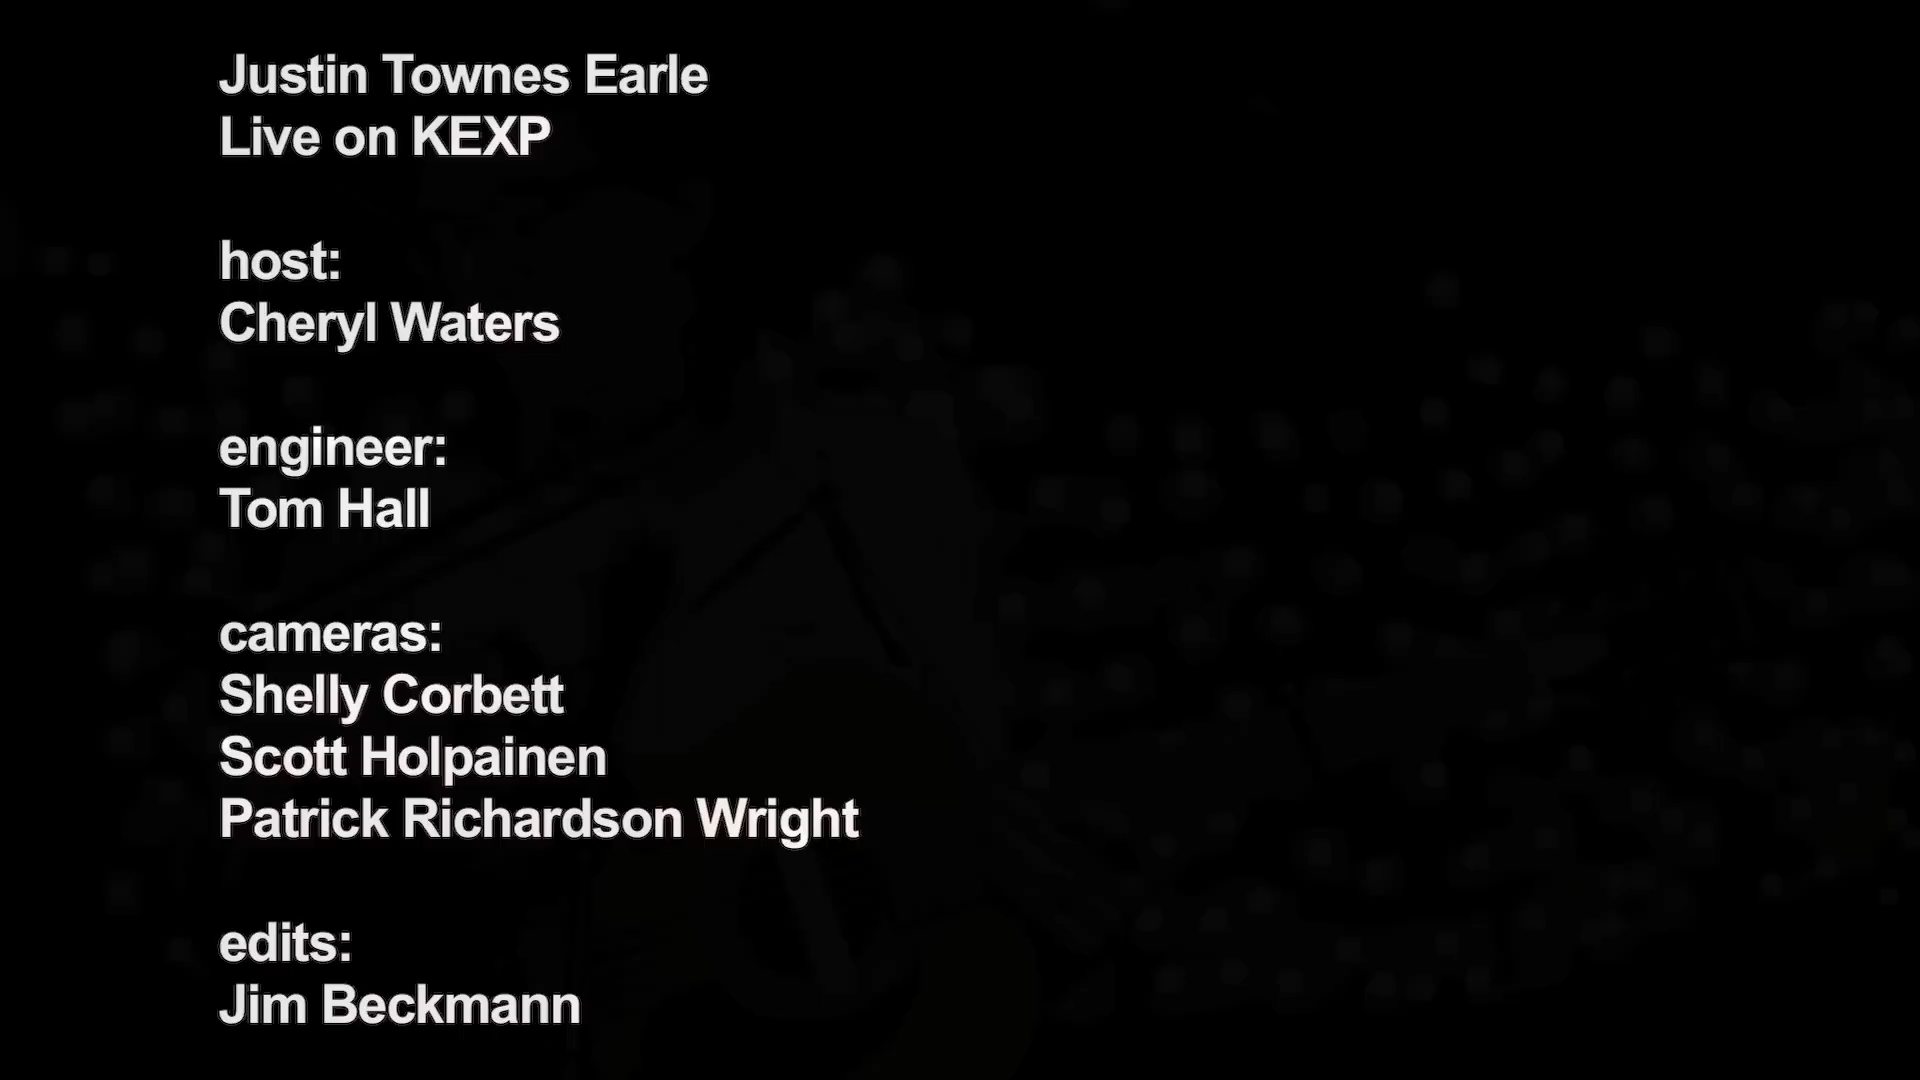 Justin Townes Earle
Live on KEXP
host:
Cheryl Waters
engineer:
Tom Hall
cameras:
Shelly Corbett
Scott Holpainen
Patrick Richardson Wright
edits:
Jim Beckmann